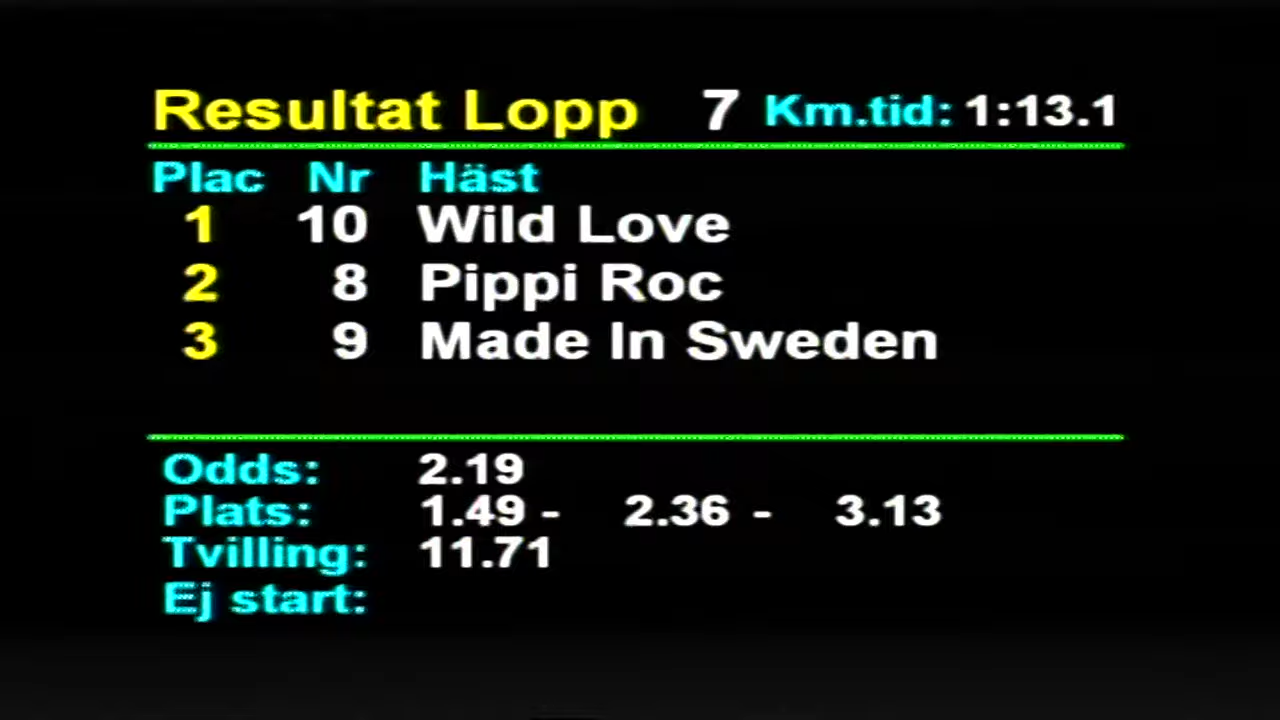 Resultat Lopp 7 Km.tid: 1:13.1
Plac Nr Häst
1 10 Wild Love
2 8 Pippi Roc
3 9 Made In Sweden
Odds: 2.19
Plats: 1.49 - 2.36 - 3.13
Tvilling: 11.71
Ej start: